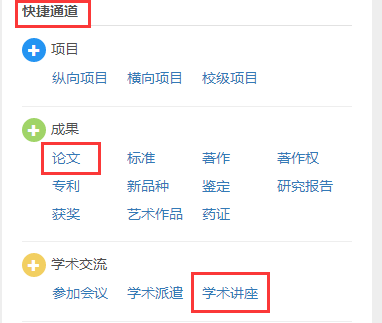 快捷通道
项目
纵向项目 横向项目 校级项目
成果
论文 标准 著作 著作权
专利 新品种 鉴定 研究报告
获奖 艺术作品 药证
学术交流
参加会议 学术派遣 学术讲座